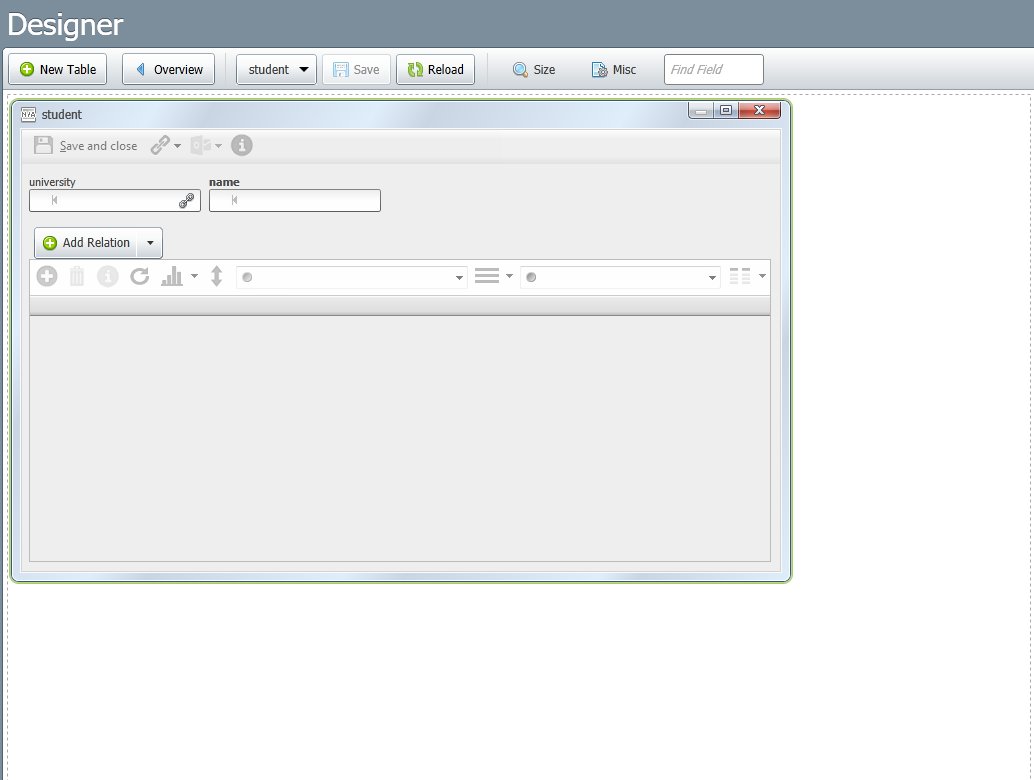 Designer
New Table Overview student Save Reload Size Misc Find Field
student
Save and close
university name
Add Relation